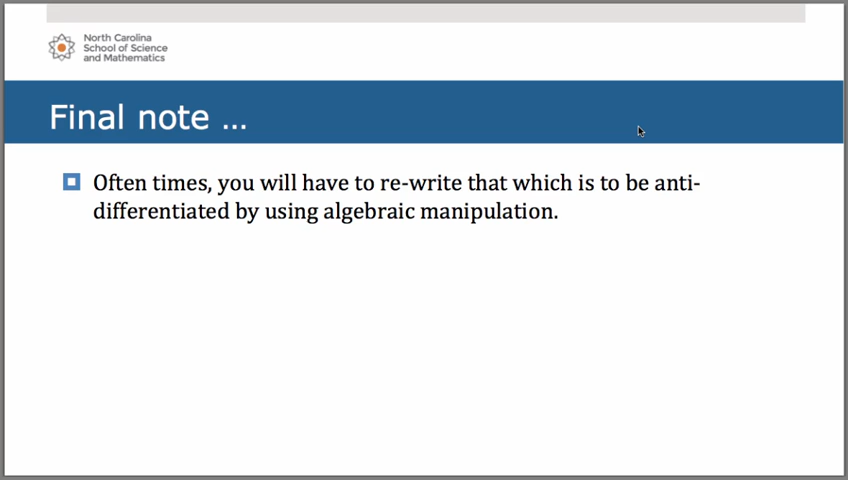 North Carolina
School of Science
and Mathematics
Final note ...
Often times, you will have to re-write that which is to be anti-
differentiated by using algebraic manipulation.